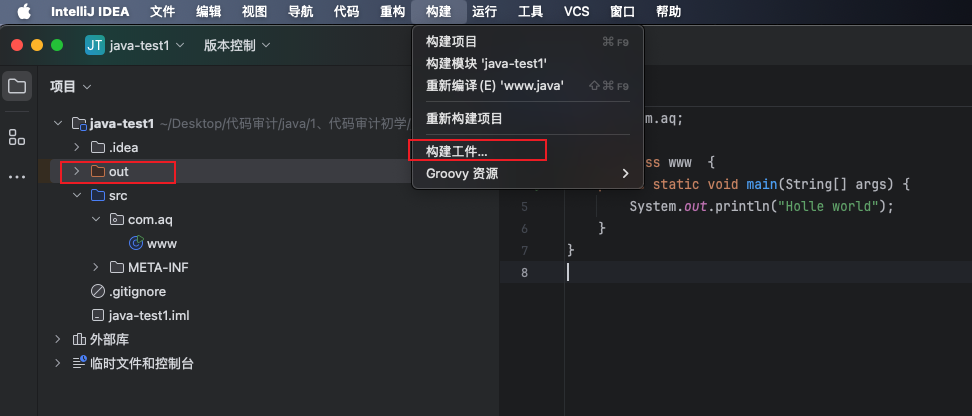 IntelliJ IDEA 文件 编辑 视图 导航 代码 重构 构建 运行 工具 VCS 窗口 帮助
JT java-test1 版本控制
项目
java-test1 ~/Desktop/代码审计/java/1、代码审计初学/
.idea
out
src
com.aq
www
META-INF
.gitignore
java-test1.iml
外部库
临时文件和控制台
构建项目 ⌘F9
构建模块 'java-test1'
重新编译(E) 'www.java' ⇧⌘F9
重新构建项目
构建工件...
Groovy 资源
m.aq;
ss www {
static void main(String[] args) {
5 System.out.println("Holle world");
6 }
7 }
8